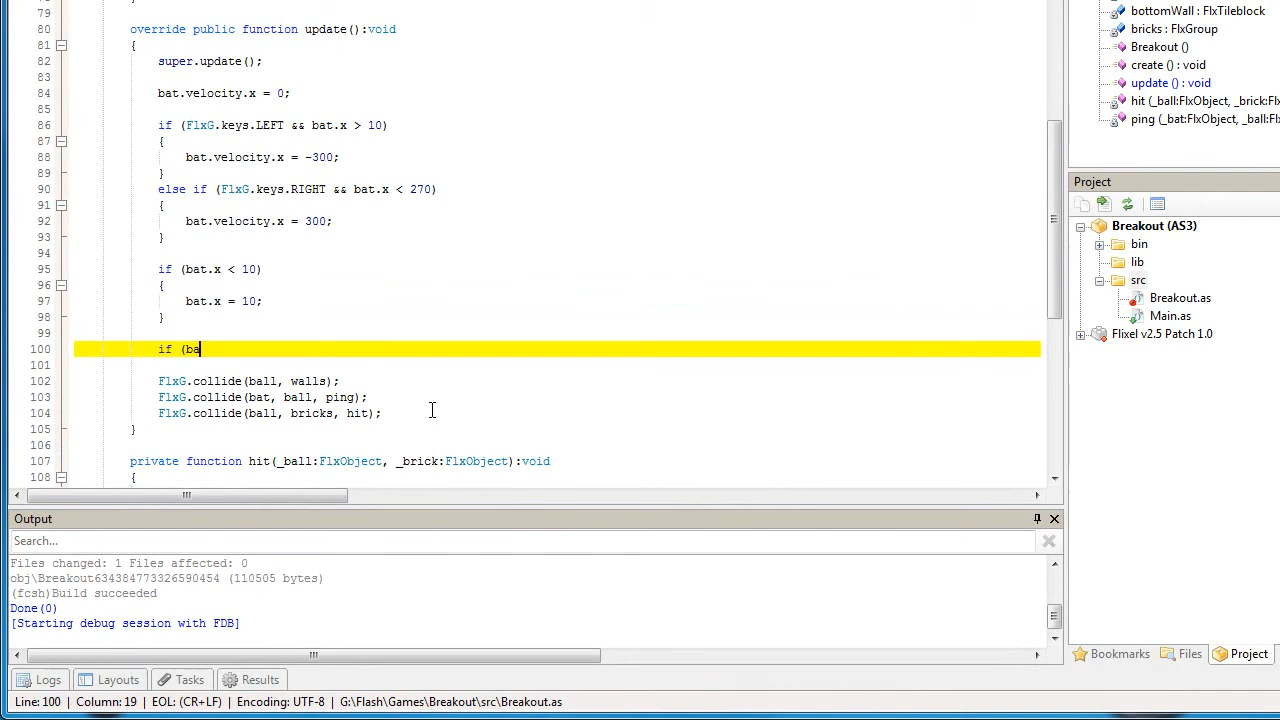 79
80 override public function update():void
81 {
82 super.update();
83
84 bat.velocity.x = 0;
85
86 if (FlxG.keys.LEFT && bat.x > 10)
87 {
88 bat.velocity.x = -300;
89 }
90 else if (FlxG.keys.RIGHT && bat.x < 270)
91 {
92 bat.velocity.x = 300;
93 }
94
95 if (bat.x < 10)
96 {
97 bat.x = 10;
98 }
99
100 if (ba
101
102 FlxG.collide(ball, walls);
103 FlxG.collide(bat, ball, ping);
104 FlxG.collide(ball, bricks, hit);
105 }
106
107 private function hit(_ball:FlxObject, _brick:FlxObject):void
108 {
Output
Search...
Files changed: 1 Files affected: 0
obj\Breakout634384773326590454 (110505 bytes)
(fcsh)Build succeeded
Done(0)
[Starting debug session with FDB]
Logs Layouts Tasks Results
Line: 100 Column: 19 EOL: (CR+LF) Encoding: UTF-8 G:\Flash\Games\Breakout\src\Breakout.as
bottomWall : FlxTileblock
bricks : FlxGroup
Breakout ()
create () : void
update () : void
hit (_ball:FlxObject, _brick:Flx
ping (_bat:FlxObject, _ball:Fl
Project
Breakout (AS3)
bin
lib
src
Breakout.as
Main.as
Flixel v2.5 Patch 1.0
Bookmarks Files Project